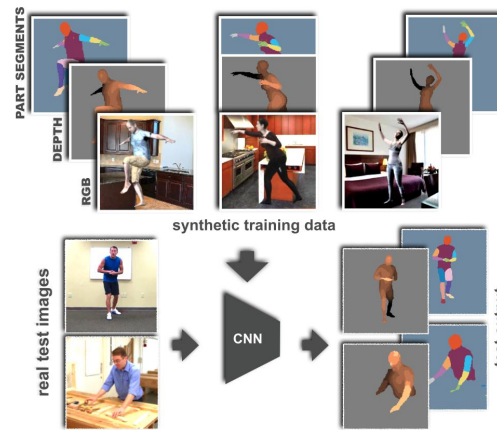 PART SEGMENTS
DEPTH
RGB
synthetic training data
real test images
CNN